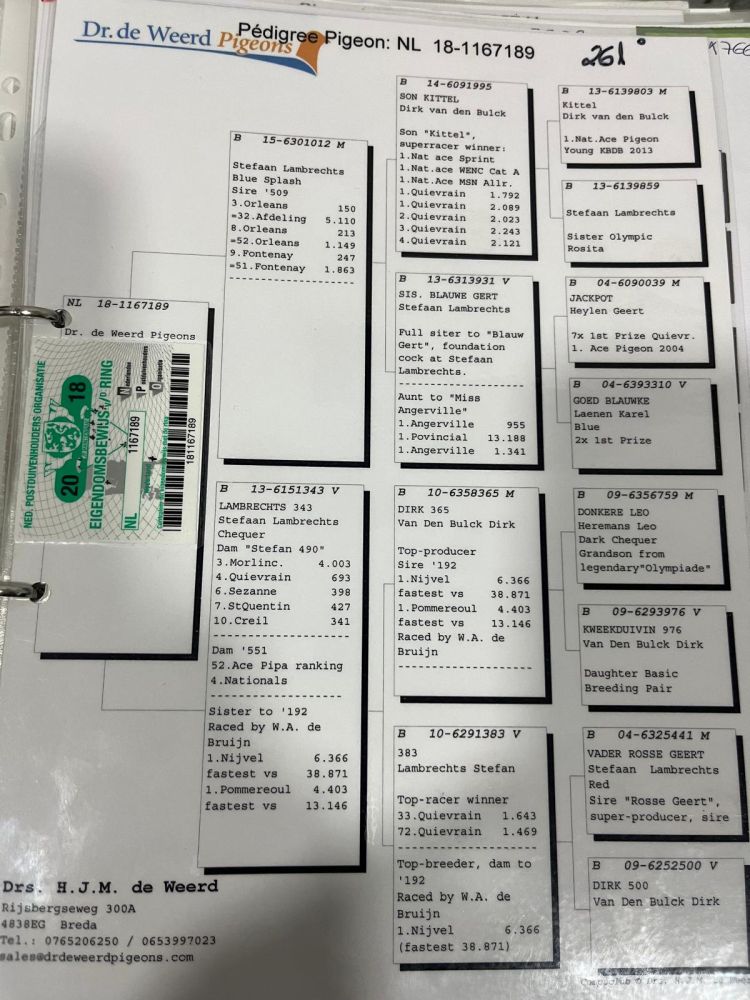 Dr. de Weerd Pigeons
Pédigree Pigeon: NL 18-1167189
261
NL 18-1167189
Dr. de Weerd Pigeons
NED. POSTDUIVENHOUDERS ORGANISATIE
2018
EIGENDOMSBEWIJS V/D RING
NL 1167189
Nederlandse
Postduivenhouders
Organisatie
181167189
B 15-6301012 M
Stefaan Lambrechts
Blue Splash
Sire '509
3.Orleans 150
=32.Afdeling 5.110
8.Orleans 213
=52.Orleans 1.149
9.Fontenay 247
=51.Fontenay 1.863
B 13-6151343 V
LAMBRECHTS 343
Stefaan Lambrechts
Chequer
Dam "Stefan 490"
3.Morlinc. 4.003
4.Quievrain 693
6.Sezanne 398
7.StQuentin 427
10.Creil 341
Dam '551
52.Ace Pipa ranking
4.Nationals
Sister to '192
Raced by W.A. de
Bruijn
1.Nijvel 6.366
fastest vs 38.871
1.Pommereoul 4.403
fastest vs 13.146
B 14-6091995
SON KITTEL
Dirk van den Bulck
Son "Kittel",
superracer winner:
1.Nat ace Sprint
1.Nat.ace WENC Cat A
1.Nat.Ace MSN Allr.
1.Quievrain 1.792
1.Quievrain 2.089
2.Quievrain 2.023
3.Quievrain 2.243
4.Quievrain 2.121
B 13-6313931 V
SIS. BLAUWE GERT
Stefaan Lambrechts
Full siter to "Blauw
Gert", foundation
cock at Stefaan
Lambrechts.
Aunt to "Miss
Angerville"
1.Angerville 955
1.Povincial 13.188
1.Angerville 1.341
B 10-6358365 M
DIRK 365
Van Den Bulck Dirk
Top-producer
Sire '192
1.Nijvel 6.366
fastest vs 38.871
1.Pommereoul 4.403
fastest vs 13.146
Raced by W.A. de
Bruijn
B 10-6291383 V
383
Lambrechts Stefan
Top-racer winner
33.Quievrain 1.643
72.Quievrain 1.469
Top-breeder, dam to
'192
Raced by W.A. de
Bruijn
1.Nijvel 6.366
(fastest 38.871)
B 13-6139803 M
Kittel
Dirk van den Bulck
1.Nat.Ace Pigeon
Young KBDB 2013
B 13-6139859
Stefaan Lambrechts
Sister Olympic
Rosita
B 04-6090039 M
JACKPOT
Heylen Geert
7x 1st Prize Quievr.
1. Ace Pigeon 2004
B 04-6393310 V
GOED BLAUWKE
Laenen Karel
Blue
2x 1st Prize
B 09-6356759 M
DONKERE LEO
Heremans Leo
Dark Chequer
Grandson from
legendary"Olympiade"
B 09-6293976 V
KWEEKDUIVIN 976
Van Den Bulck Dirk
Daughter Basic
Breeding Pair
B 04-6325441 M
VADER ROSSE GEERT
Stefaan Lambrechts
Red
Sire "Rosse Geert",
super-producer, sire
B 09-6252500 V
DIRK 500
Van Den Bulck Dirk
Drs. H.J.M. de Weerd
Rijsbergseweg 300A
4838EG Breda
Tel.: 0765206250 / 0653997023
sales@drdeweerdpigeons.com